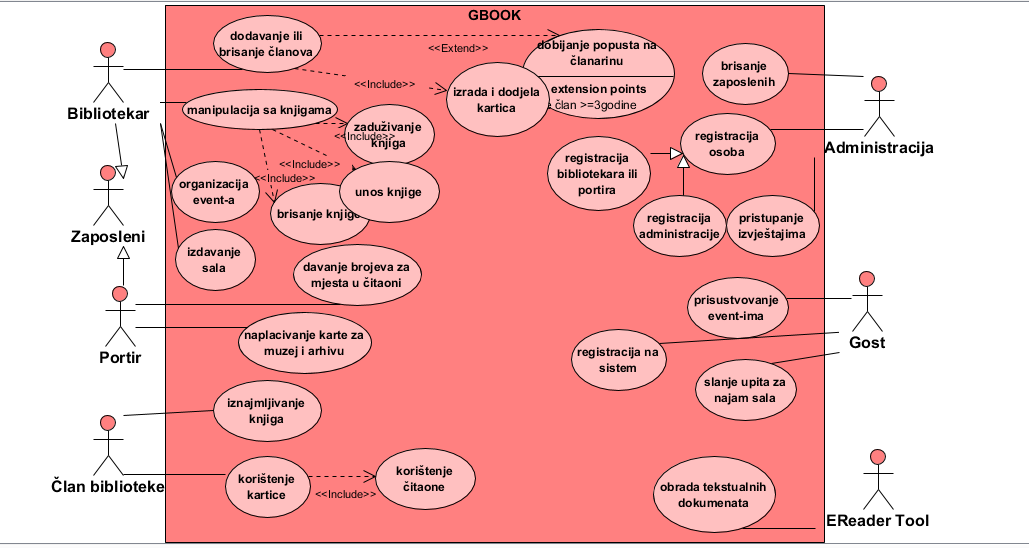 GBOOK
dodavanje ili
brisanje članova
<<Extend>>
dobijanje popusta na
članarinu
extension points
e član >=3godine
<<Include>>
izrada i dodjela
kartica
brisanje
zaposlenih
Bibliotekar
manipulacija sa knjigama
<<Include>>
zaduživanje
knjiga
registracija
osoba
Administracija
<<Include>>
<<Include>>
organizacija
event-a
unos knjige
brisanje knjige
registracija
bibliotekara ili
portira
registracija
administracije
pristupanje
izvještajima
Zaposleni
izdavanje
sala
davanje brojeva za
mjesta u čitaoni
prisustvovanje
event-ima
Portir
naplacivanje karte za
muzej i arhivu
registracija na
sistem
Gost
slanje upita za
najam sala
iznajmljivanje
knjiga
Član biblioteke
korištenje
kartice
<<Include>>
korištenje
čitaone
obrada tekstualnih
dokumenata
EReader Tool